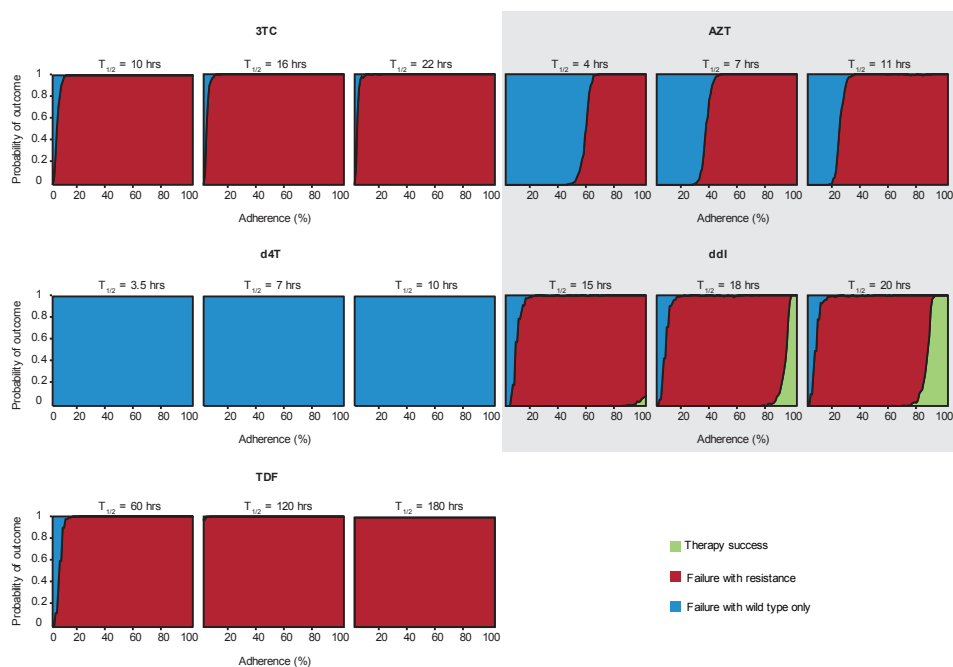 3TC
AZT
T1/2 = 10 hrs
T1/2 = 16 hrs
T1/2 = 22 hrs
T1/2 = 4 hrs
T1/2 = 7 hrs
T1/2 = 11 hrs
Probability of outcome
1
0.8
0.6
0.4
0.2
0
0 20 40 60 80 100
20 40 60 80 100
20 40 60 80 100
20 40 60 80 100
20 40 60 80 100
20 40 60 80 100
Adherence (%)
Adherence (%)
Adherence (%)
Adherence (%)
Adherence (%)
Adherence (%)
d4T
ddI
T1/2 = 3.5 hrs
T1/2 = 7 hrs
T1/2 = 10 hrs
T1/2 = 15 hrs
T1/2 = 18 hrs
T1/2 = 20 hrs
Probability of outcome
1
0.8
0.6
0.4
0.2
0
20 40 60 80 100
20 40 60 80 100
20 40 60 80 100
20 40 60 80 100
20 40 60 80 100
20 40 60 80 100
Adherence (%)
Adherence (%)
Adherence (%)
Adherence (%)
Adherence (%)
Adherence (%)
TDF
T1/2 = 60 hrs
T1/2 = 120 hrs
T1/2 = 180 hrs
Probability of outcome
1
0.8
0.6
0.4
0.2
0
20 40 60 80 100
20 40 60 80 100
20 40 60 80 100
Adherence (%)
Adherence (%)
Adherence (%)
Therapy success
Failure with resistance
Failure with wild type only